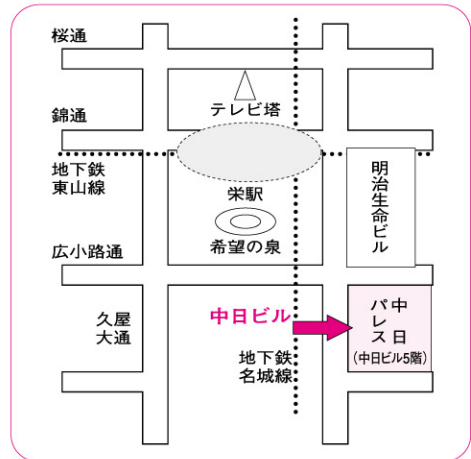 桜通
テレビ塔
錦通
地下鉄
東山線
明治生命ビル
栄駅
希望の泉
広小路通
中日ビル
久屋
大通
地下鉄
名城線
中日
パレス
(中日ビル5階)